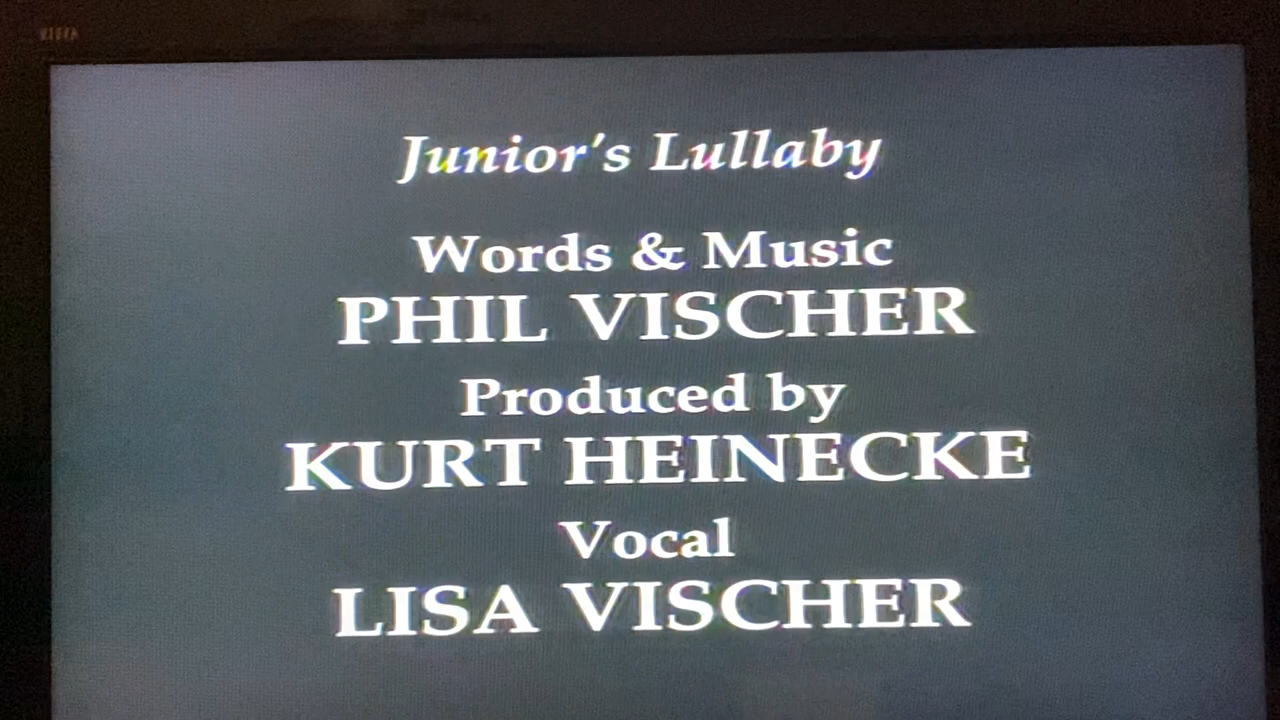 Junior's Lullaby
Words & Music
PHIL VISCHER
Produced by
KURT HEINECKE
Vocal
LISA VISCHER